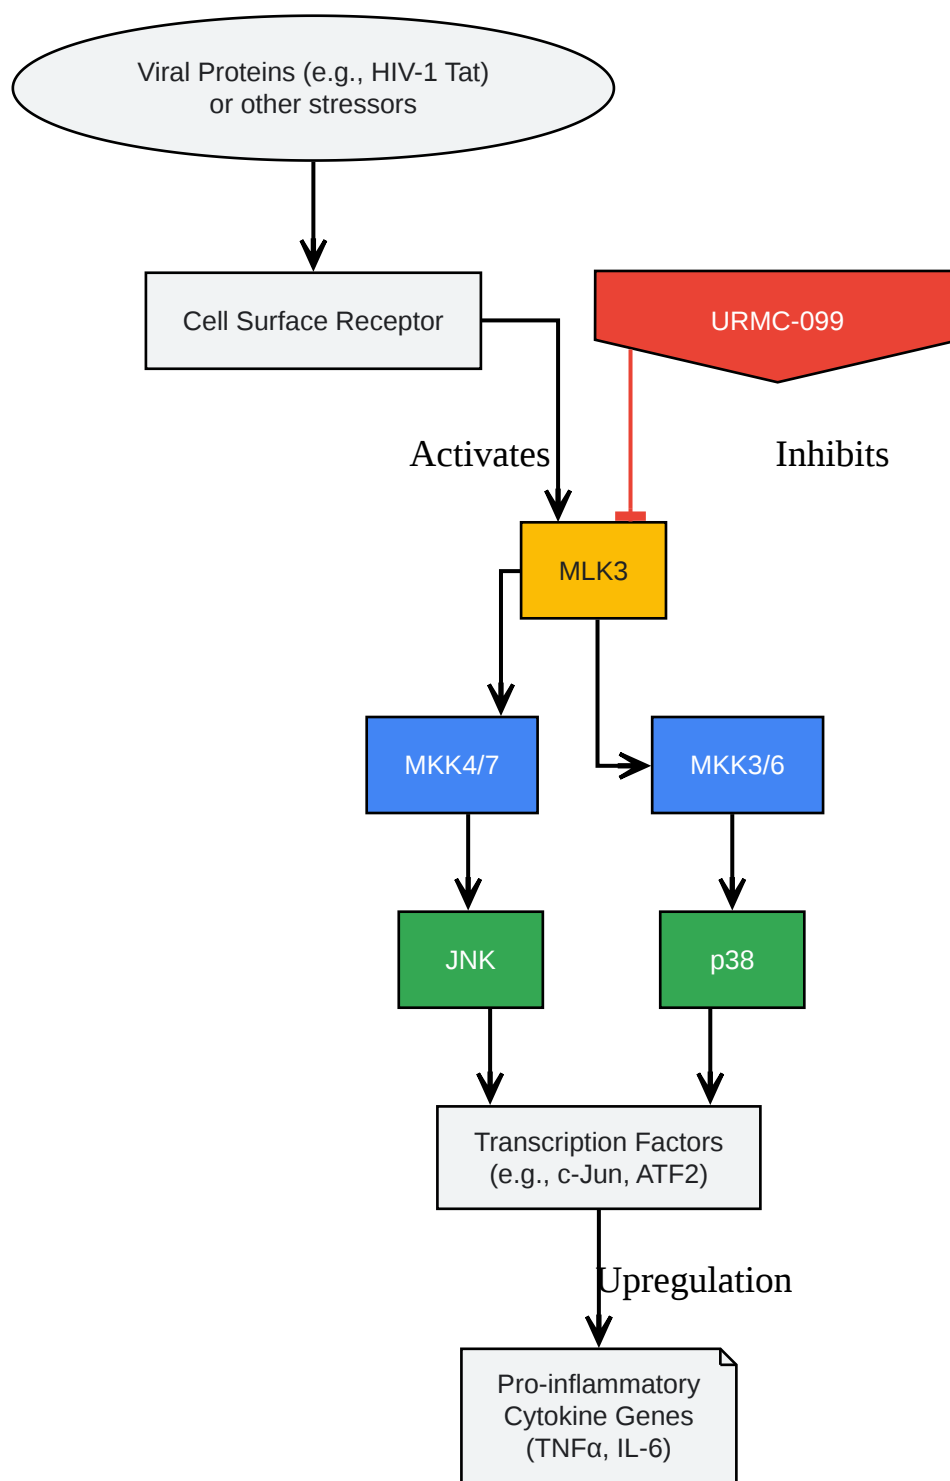 Viral Proteins (e.g., HIV-1 Tat)
or other stressors
Cell Surface Receptor
URMC-099
Activates
Inhibits
MLK3
MKK4/7
MKK3/6
JNK
p38
Transcription Factors
(e.g., c-Jun, ATF2)
Upregulation
Pro-inflammatory
Cytokine Genes
(TNFα, IL-6)